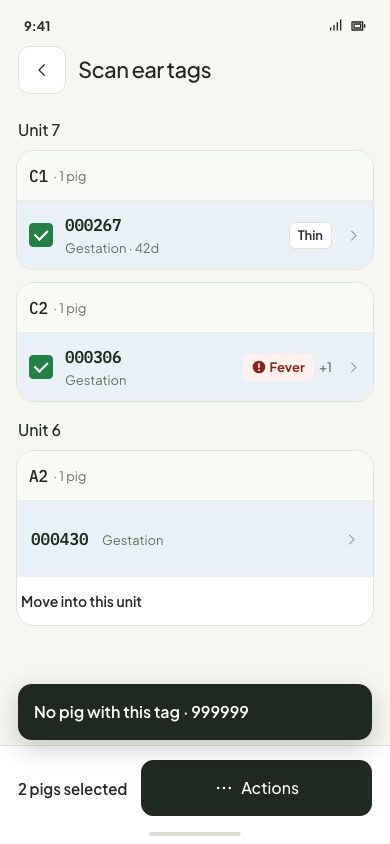 9:41
Scan ear tags
Unit 7
C1 · 1 pig
000267
Gestation · 42d
Thin
C2 · 1 pig
000306
Gestation
Fever +1
Unit 6
A2 · 1 pig
000430 Gestation
Move into this unit
No pig with this tag · 999999
2 pigs selected
··· Actions